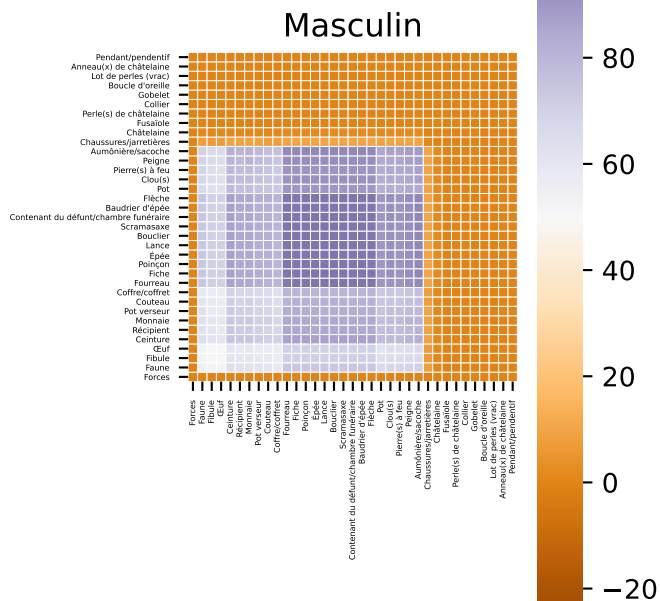 Masculin
Pendant/pendentif
Anneau(x) de châtelaine
Lot de perles (vrac)
Boucle d'oreille
Gobelet
Collier
Perle(s) de châtelaine
Fusaïole
Châtelaine
Chaussures/jarretières
Aumônière/sacoche
Peigne
Pierre(s) à feu
Clou(s)
Pot
Flèche
Baudrier d'épée
Contenant du défunt/chambre funéraire
Scramasaxe
Bouclier
Lance
Épée
Poinçon
Fiche
Fourreau
Coffre/coffret
Couteau
Pot verseur
Monnaie
Récipient
Ceinture
Œuf
Fibule
Faune
Forces
Forces
Faune
Fibule
Œuf
Ceinture
Récipient
Monnaie
Pot verseur
Couteau
Coffre/coffret
Fourreau
Fiche
Poinçon
Épée
Lance
Bouclier
Scramasaxe
Contenant du défunt/chambre funéraire
Baudrier d'épée
Flèche
Pot
Clou(s)
Pierre(s) à feu
Peigne
Aumônière/sacoche
Chaussures/jarretières
Châtelaine
Fusaïole
Perle(s) de châtelaine
Collier
Gobelet
Boucle d'oreille
Lot de perles (vrac)
Anneau(x) de châtelaine
Pendant/pendentif
80
60
40
20
0
−20